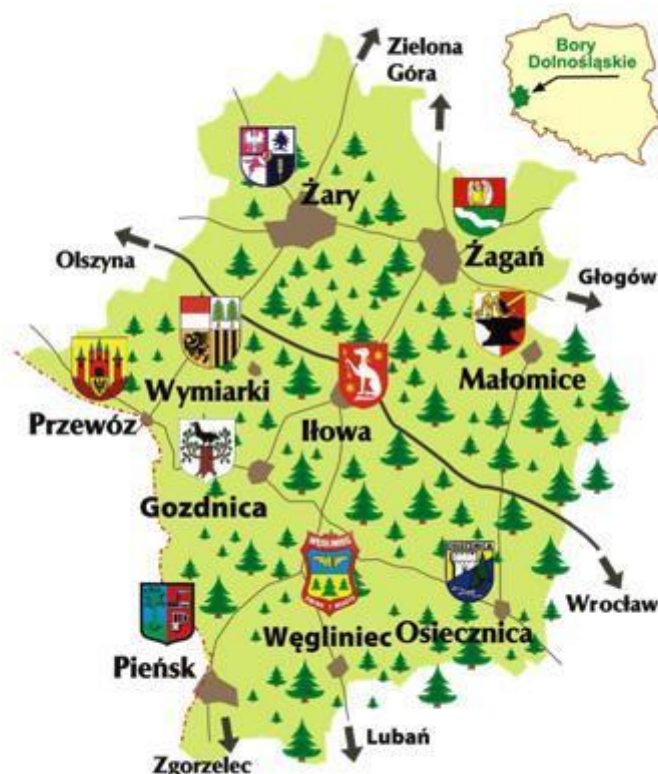 Bory
Dolnośląskie
Zielona
Góra
Żary
Żagań
Olszyna
Głogów
Wymiarki
Małomice
Przewóz
Iłowa
Gozdnica
WĘGLINIEC
Wrocław
Węgliniec
Osiecznica
Pieńsk
Lubań
Zgorzelec